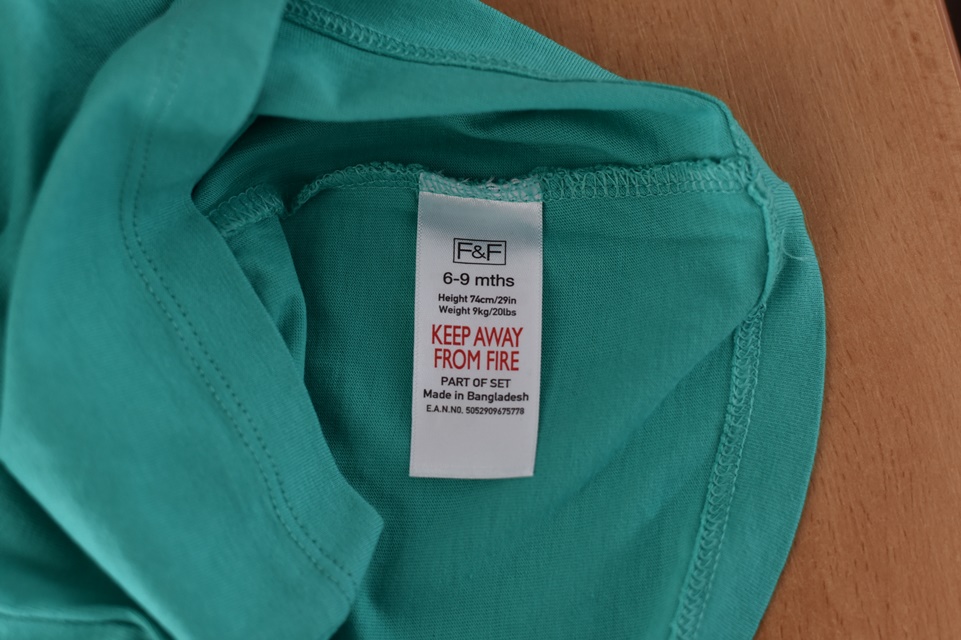 F&F
6-9 mths
Height 74cm/29in
Weight 9kg/20lbs
KEEP AWAY
FROM FIRE
PART OF SET
Made in Bangladesh
E.A.N.N0. 5052909675778